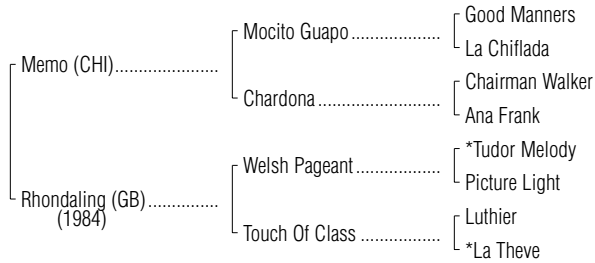 Good Manners
Mocito Guapo....................
La Chiflada
Memo (CHI).......................
Chairman Walker
Chardona...........................
Ana Frank
*Tudor Melody
Welsh Pageant...................
Picture Light
Rhondaling (GB)...............
(1984)
Luthier
Touch Of Class ..................
*La Theve